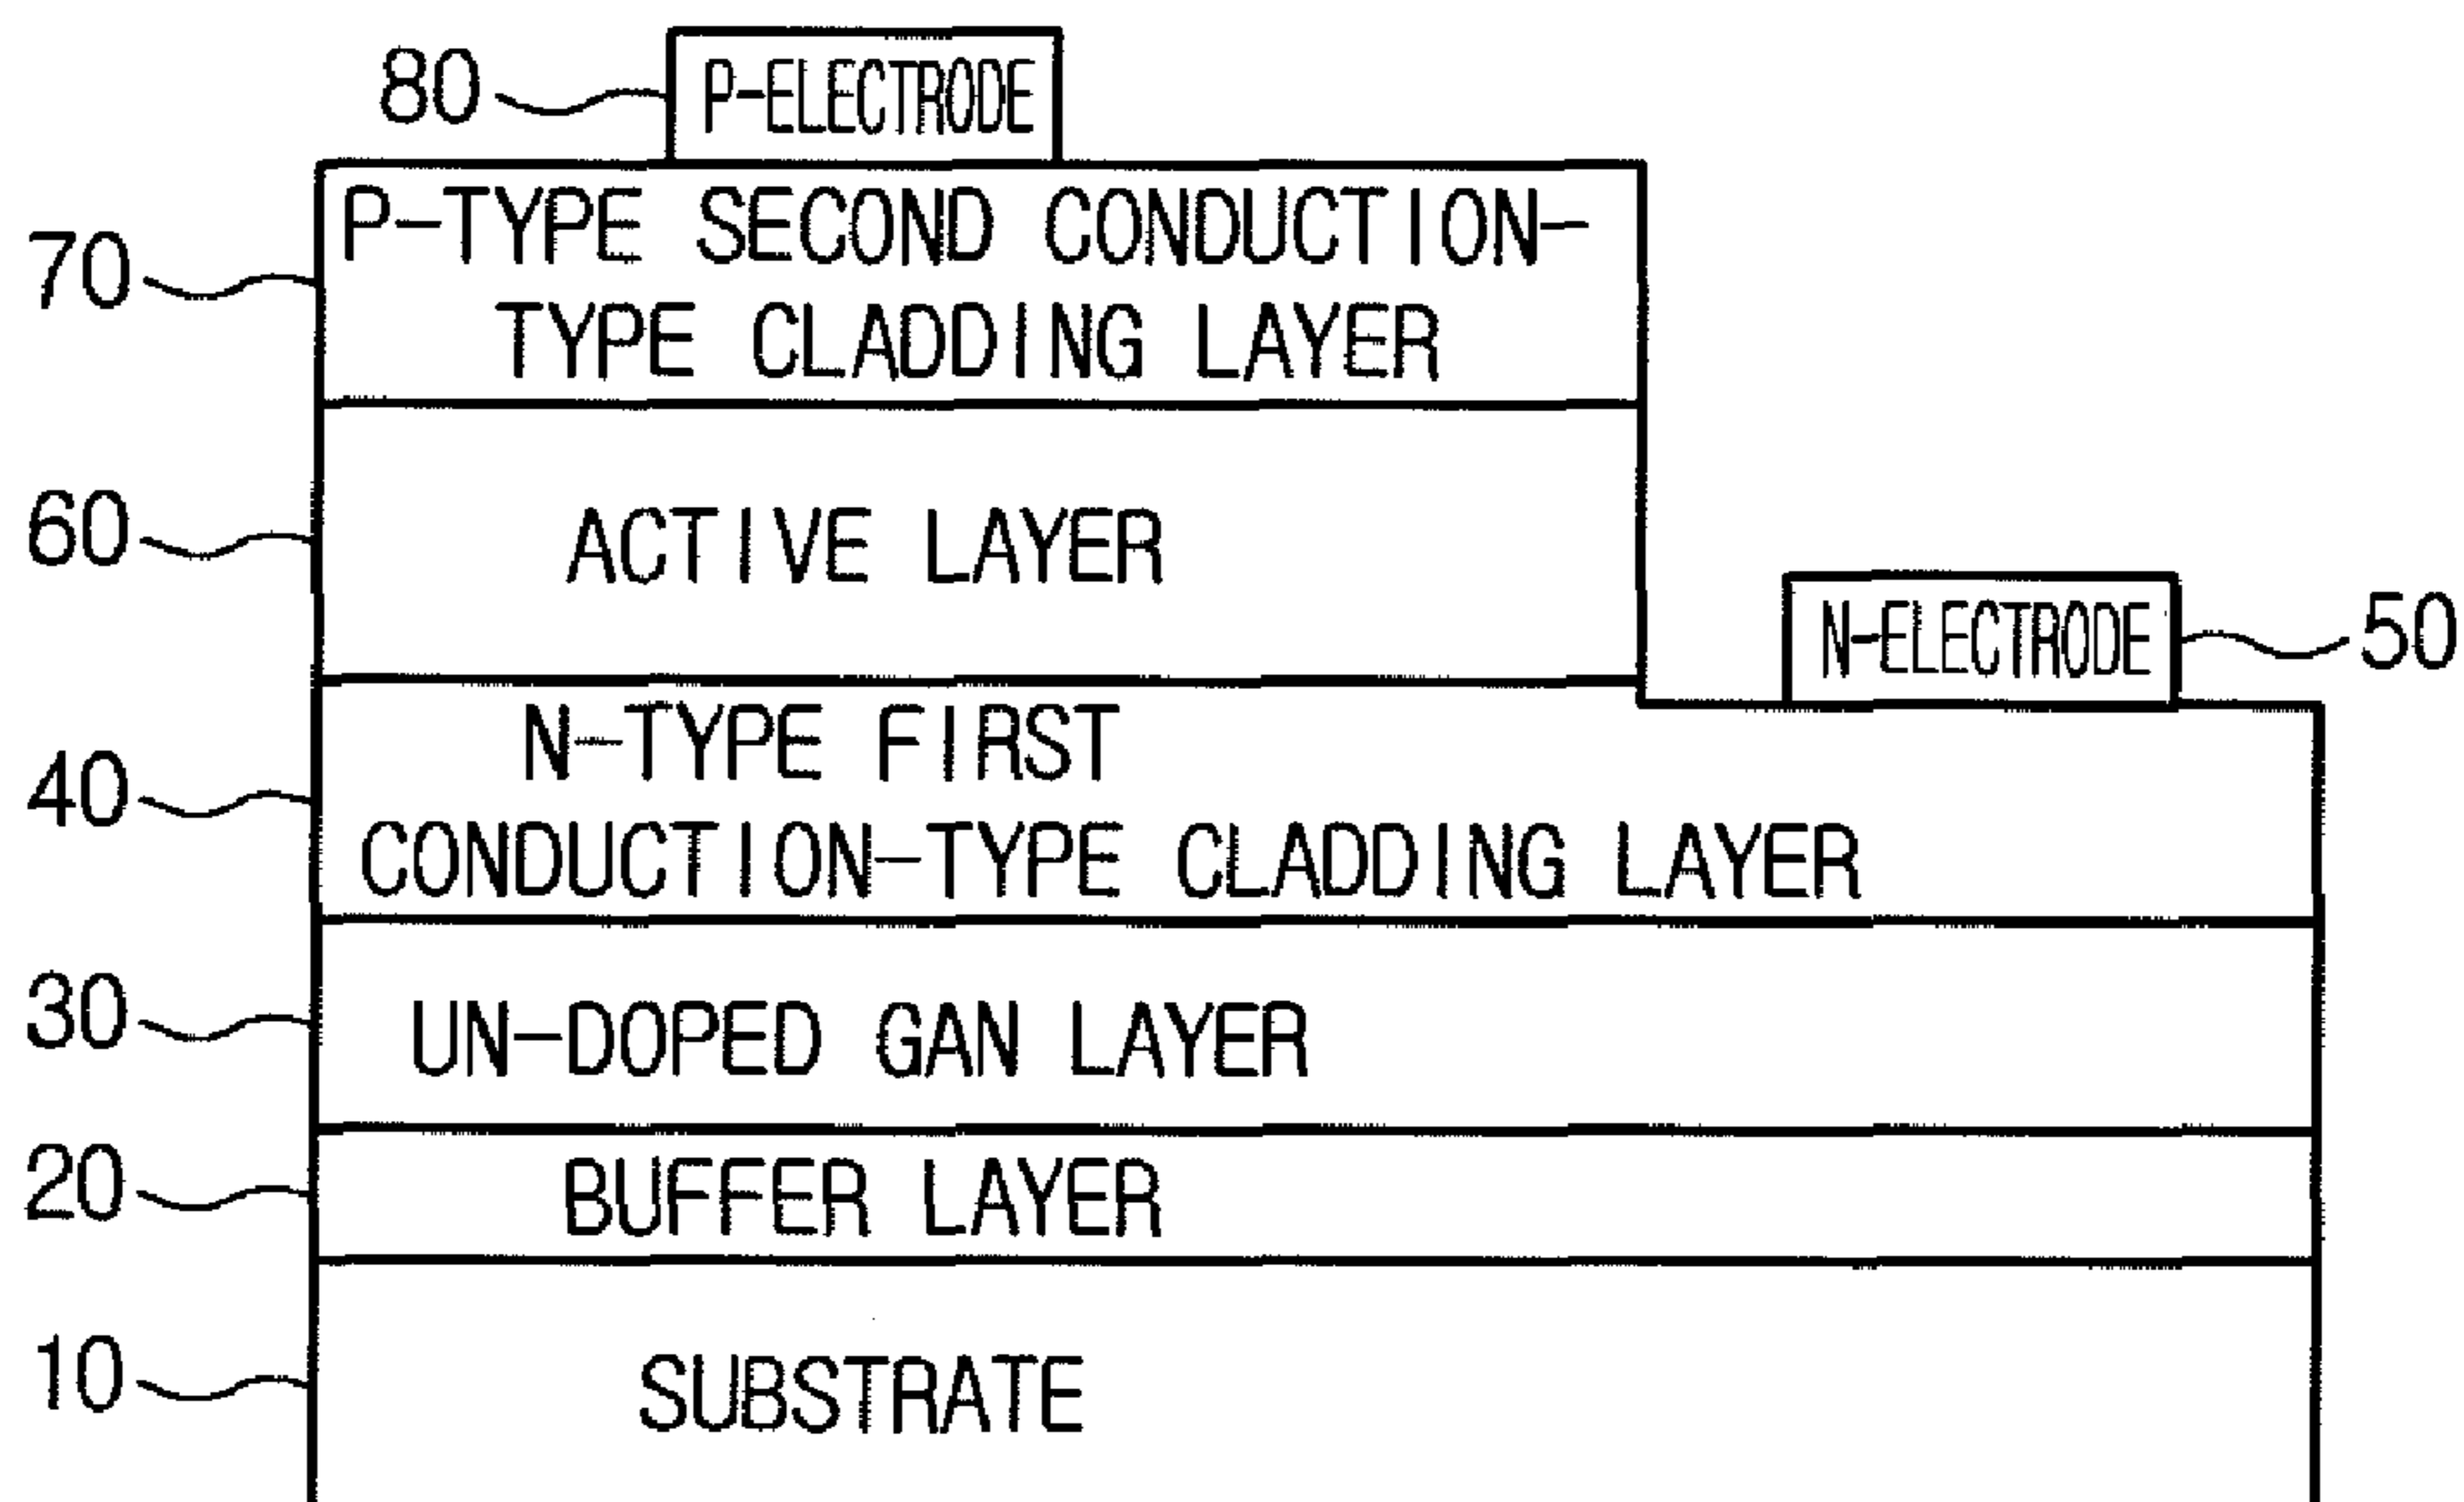 80
P-ELECTRODE
70
P-TYPE SECOND CONDUCTION-
TYPE CLADDING LAYER
60
ACTIVE LAYER
N-ELECTRODE
50
40
N-TYPE FIRST
CONDUCTION-TYPE CLADDING LAYER
30
UN-DOPED GAN LAYER
20
BUFFER LAYER
10
SUBSTRATE